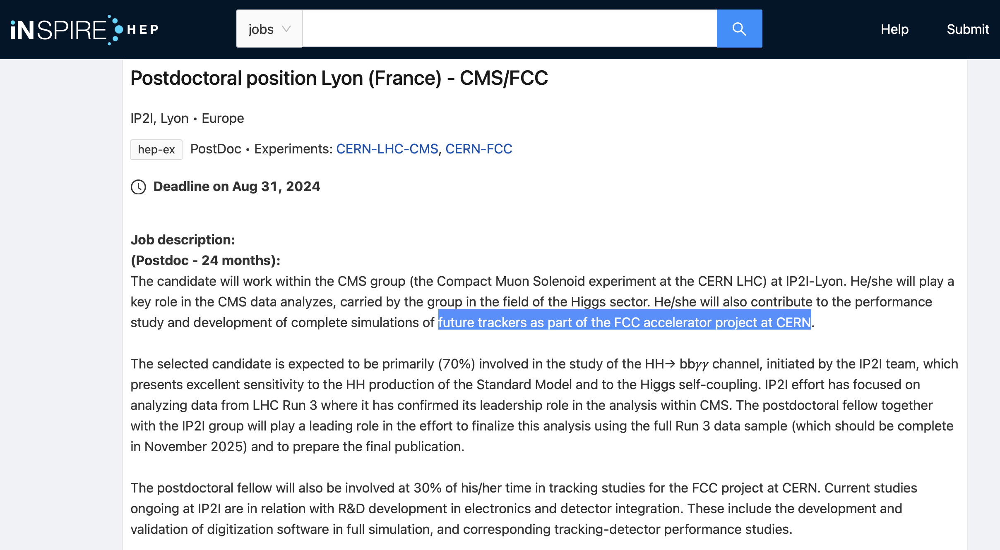 iNSPIRE HEP
jobs
Help
Submit
Postdoctoral position Lyon (France) - CMS/FCC
IP2I, Lyon • Europe
hep-ex PostDoc • Experiments: CERN-LHC-CMS, CERN-FCC
Deadline on Aug 31, 2024
Job description:
(Postdoc - 24 months):
The candidate will work within the CMS group (the Compact Muon Solenoid experiment at the CERN LHC) at IP2I-Lyon. He/she will play a
key role in the CMS data analyzes, carried by the group in the field of the Higgs sector. He/she will also contribute to the performance
study and development of complete simulations of future trackers as part of the FCC accelerator project at CERN.
The selected candidate is expected to be primarily (70%) involved in the study of the HH→ bbγγ channel, initiated by the IP2I team, which
presents excellent sensitivity to the HH production of the Standard Model and to the Higgs self-coupling. IP2I effort has focused on
analyzing data from LHC Run 3 where it has confirmed its leadership role in the analysis within CMS. The postdoctoral fellow together
with the IP2I group will play a leading role in the effort to finalize this analysis using the full Run 3 data sample (which should be complete
in November 2025) and to prepare the final publication.
The postdoctoral fellow will also be involved at 30% of his/her time in tracking studies for the FCC project at CERN. Current studies
ongoing at IP2I are in relation with R&D development in electronics and detector integration. These include the development and
validation of digitization software in full simulation, and corresponding tracking-detector performance studies.